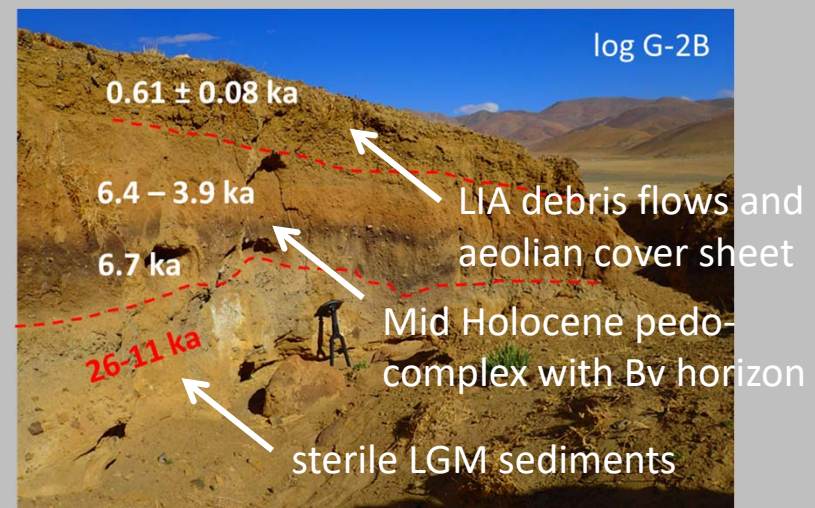 log G-2B
0.61 ± 0.08 ka
6.4 – 3.9 ka
LIA debris flows and
aeolian cover sheet
6.7 ka
Mid Holocene pedo-
complex with Bv horizon
26-11 ka
sterile LGM sediments